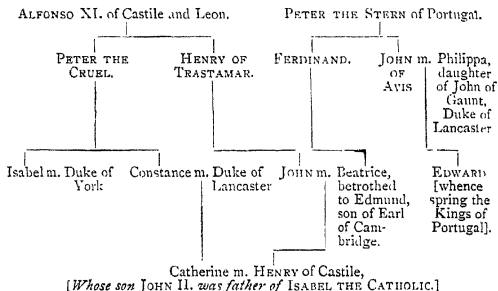 ALFONSO XI. of Castile and Leon. PETER THE STERN of Portugal.
PETER THE HENRY OF FERDINAND. JOHN m. Philippa,
CRUEL. TRASTAMAR. OF daughter
AVIS of John of
Gaunt,
Duke of
Lancaster
Isabel m. Duke of Constance m. Duke of JOHN m. Beatrice, EDWARD
York Lancaster betrothed [whence
to Edmund, spring the
son of Earl Kings of
of Cam- Portugal].
bridge.
Catherine m. HENRY of Castile,
[Whose son JOHN II. was father of ISABEL THE CATHOLIC.]